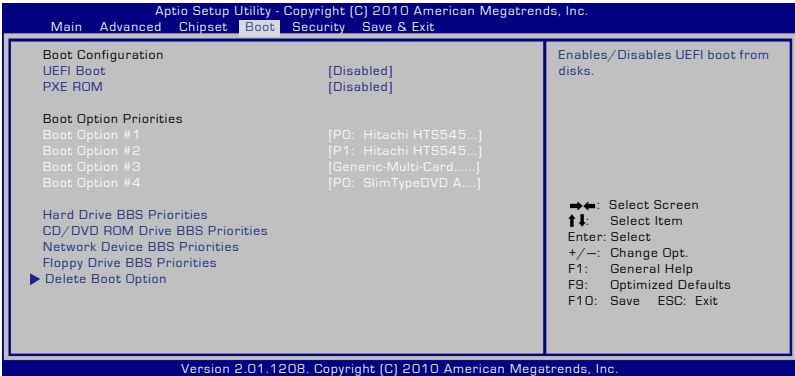 Aptio Setup Utility - Copyright (C) 2010 American Megatrends, Inc.
Main Advanced Chipset Boot Security Save & Exit
Boot Configuration
UEFI Boot [Disabled]
PXE ROM [Disabled]
Boot Option Priorities
Boot Option #1 [P0: Hitachi HTS545...]
Boot Option #2 [P1: Hitachi HTS545...]
Boot Option #3 [Generic-Multi-Card......]
Boot Option #4 [P0: SlimTypeDVD A....]
Hard Drive BBS Priorities
CD/DVD ROM Drive BBS Priorities
Network Device BBS Priorities
Floppy Drive BBS Priorities
Delete Boot Option
Enables/Disables UEFI boot from
disks.
→←: Select Screen
↑↓: Select Item
Enter: Select
+/—: Change Opt.
F1: General Help
F9: Optimized Defaults
F10: Save ESC: Exit
Version 2.01.1208. Copyright (C) 2010 American Megatrends, Inc.